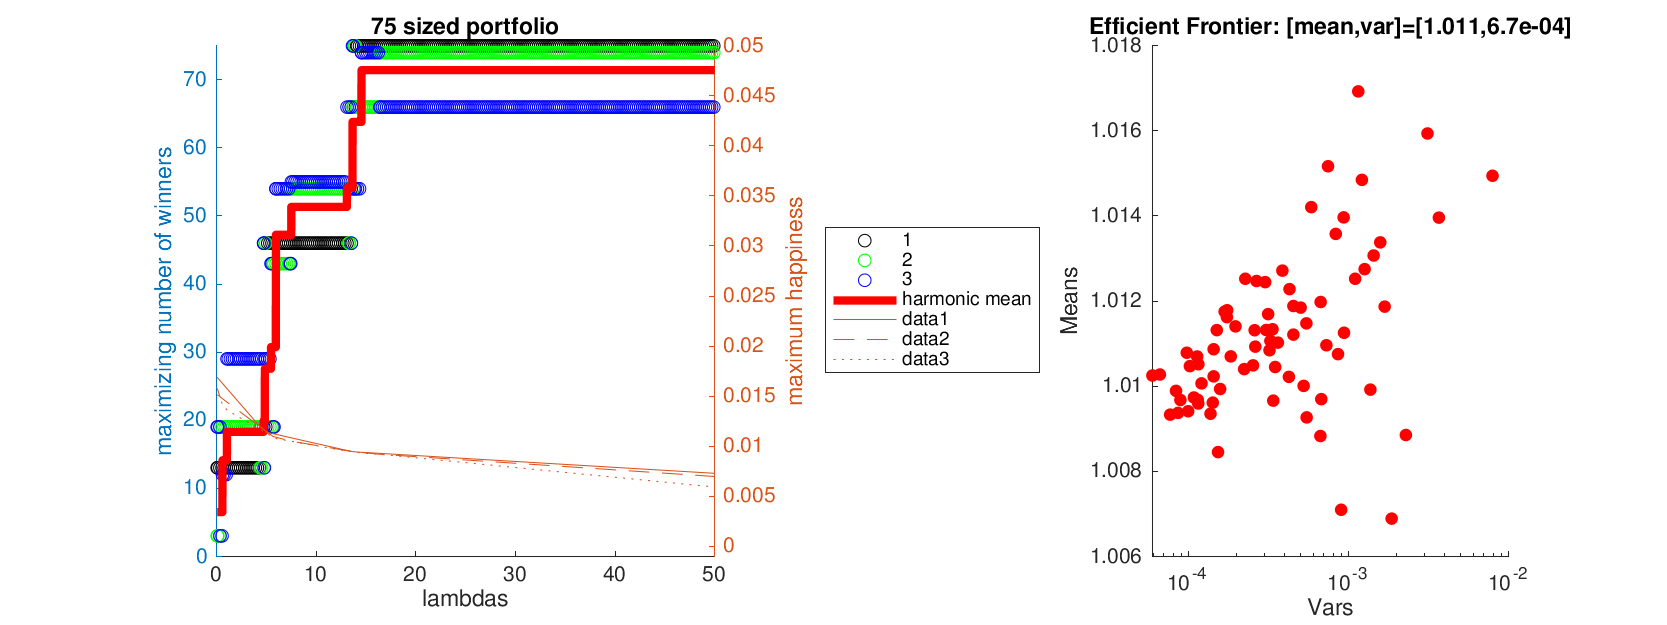 75 sized portfolio
maximizing number of winners
70
60
50
40
30
20
10
0
0 10 20 30 40 50
lambdas
0.05
0.045
0.04
0.035
0.03
0.025
0.02
0.015
0.01
0.005
0
maximum happiness
1
2
3
harmonic mean
data1
data2
data3
Efficient Frontier: [mean,var]=[1.011,6.7e-04]
Means
1.018
1.016
1.014
1.012
1.01
1.008
1.006
10^-4 10^-3 10^-2
Vars